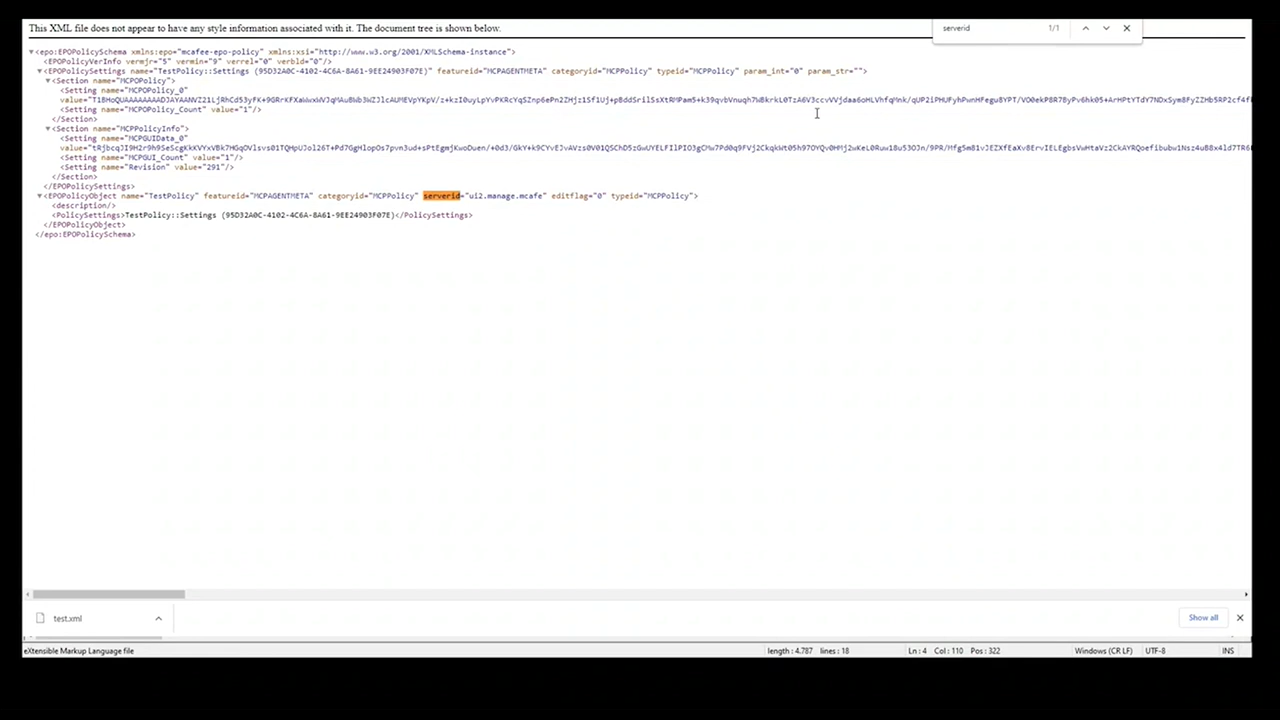 This XML file does not appear to have any style information associated with it. The document tree is shown below.
serverid 1/1
▼<epo:EPOPolicySchema xmlns:epo="mcafee-epo-policy" xmlns:xsi="http://www.w3.org/2001/XMLSchema-instance">
<EPOPolicyVerInfo vermjr="5" vermin="9" verrel="0" verbld="0"/>
▼<EPOPolicySettings name="TestPolicy::Settings (95D32A0C-4102-4C6A-8A61-9EE24903F07E)" featureid="MCPAGENTMETA" categoryid="MCPPolicy" typeid="MCPPolicy" param_int="0" param_str="">
▼<Section name="MCPOPolicy">
<Setting name="MCPOPolicy_0"
<Setting name="MCPOPolicy_Count" value="1"/>
</Section>
▼<Section name="MCPPolicyInfo">
<Setting name="MCPGUIData_0"
<Setting name="MCPGUI_Count" value="1"/>
<Setting name="Revision" value="291"/>
</Section>
</EPOPolicySettings>
▼<EPOPolicyObject name="TestPolicy" featureid="MCPAGENTMETA" categoryid="MCPPolicy" serverid="ui2.manage.mcafe" editflag="0" typeid="MCPPolicy">
<description/>
<PolicySettings>TestPolicy::Settings (95D32A0C-4102-4C6A-8A61-9EE24903F07E)</PolicySettings>
</EPOPolicyObject>
</epo:EPOPolicySchema>
test.xml
Show all
eXtensible Markup Language file length : 4.787 lines : 18 Ln : 4 Col : 110 Pos : 322 Windows (CR LF) UTF-8 INS